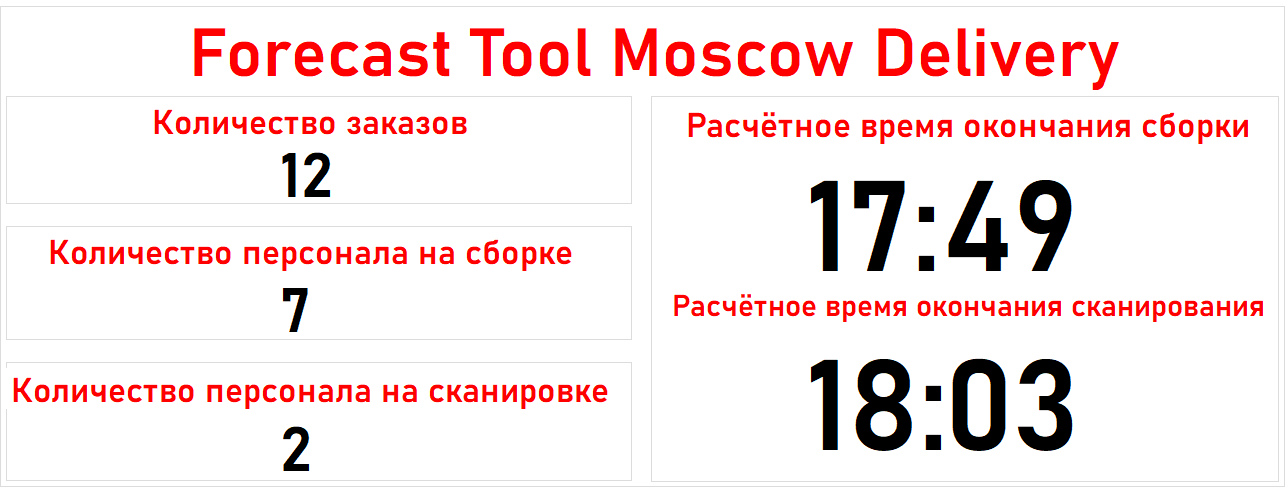 Forecast Tool Moscow Delivery
Количество заказов
12
Количество персонала на сборке
7
Количество персонала на сканировке
2
Расчётное время окончания сборки
17:49
Расчётное время окончания сканирования
18:03